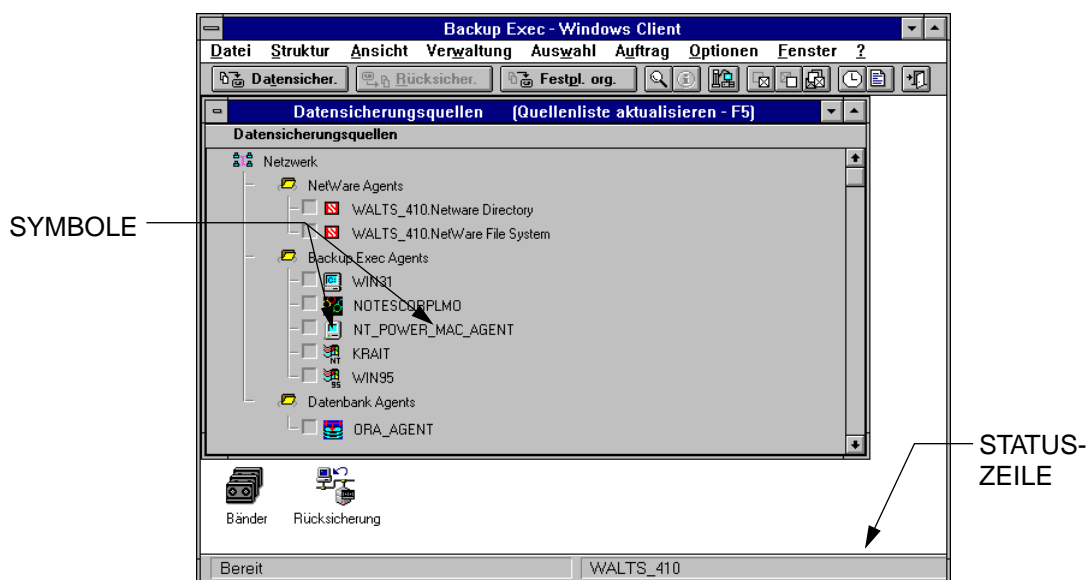 Backup Exec - Windows Client
Datei Struktur Ansicht Verwaltung Auswahl Auftrag Optionen Fenster ?
Datensicher. Rücksicher. Festpl. org.
Datensicherungsquellen (Quellenliste aktualisieren - F5)
Datensicherungsquellen
Netzwerk
NetWare Agents
WALTS_410.Netware Directory
WALTS_410.NetWare File System
SYMBOLE
Backup Exec Agents
WIN31
NOTESCORPLMO
NT_POWER_MAC_AGENT
NT KRAIT
95 WIN95
Datenbank Agents
ORA_AGENT
STATUS-
ZEILE
Bänder Rücksicherung
Bereit WALTS_410